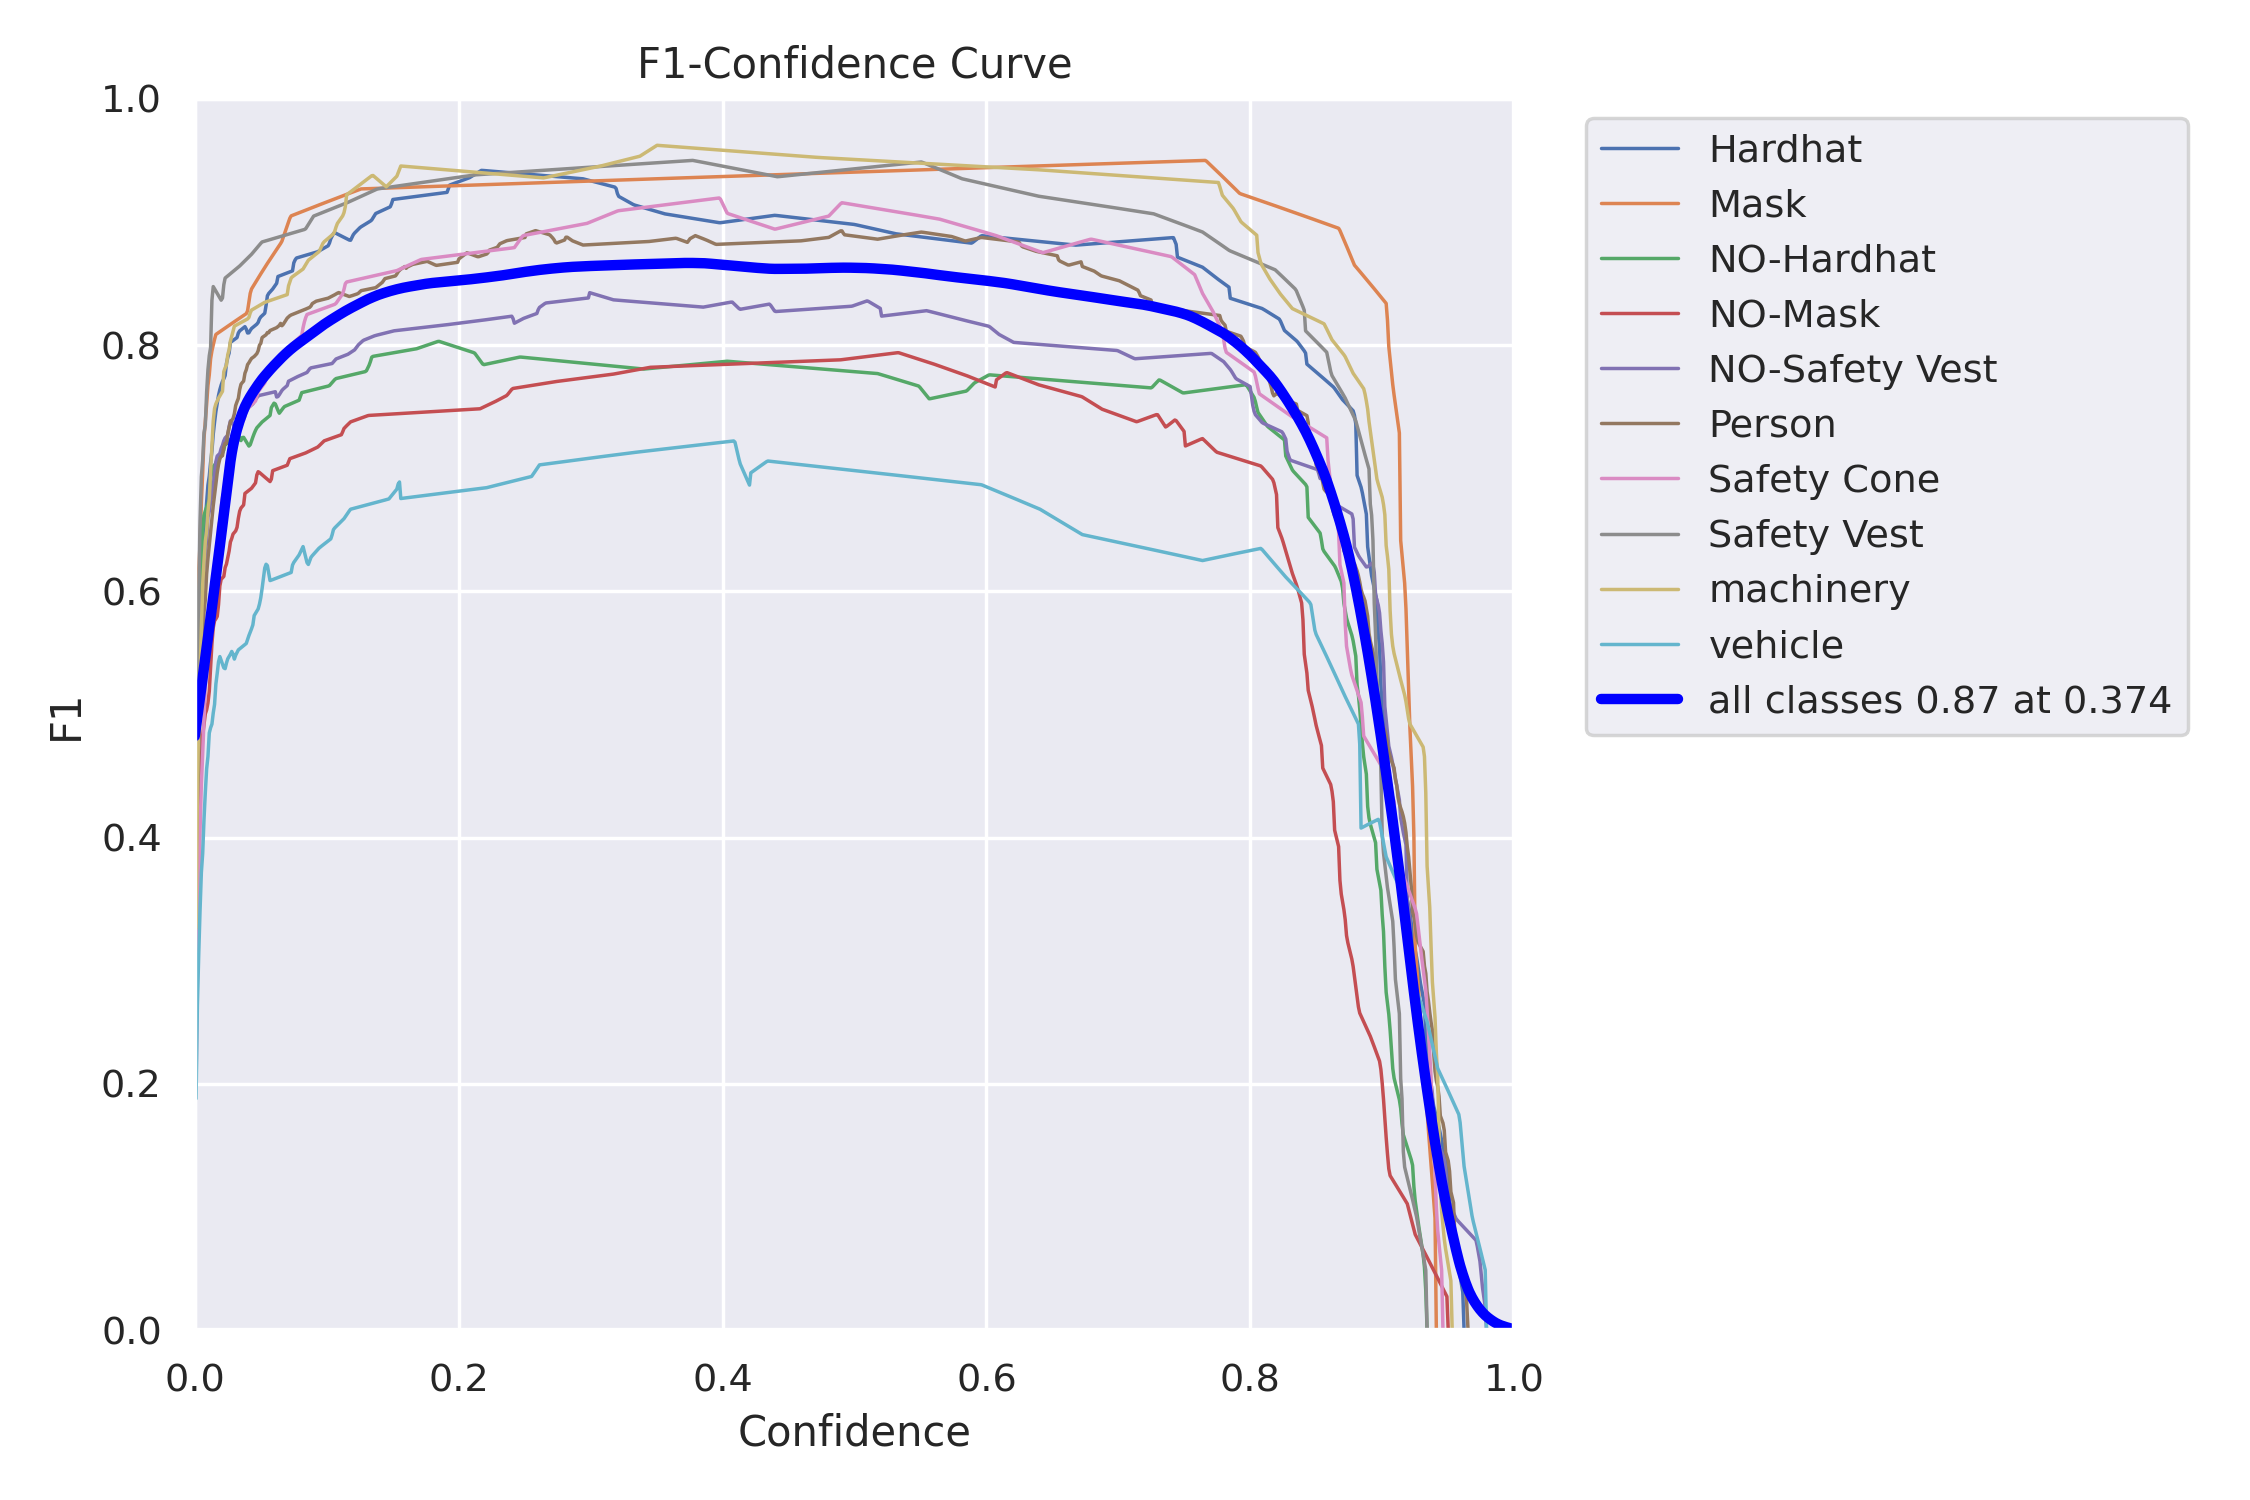 F1-Confidence Curve
1.0
0.8
0.6
0.4
0.2
0.0
F1
0.0 0.2 0.4 0.6 0.8 1.0
Confidence
Hardhat
Mask
NO-Hardhat
NO-Mask
NO-Safety Vest
Person
Safety Cone
Safety Vest
machinery
vehicle
all classes 0.87 at 0.374